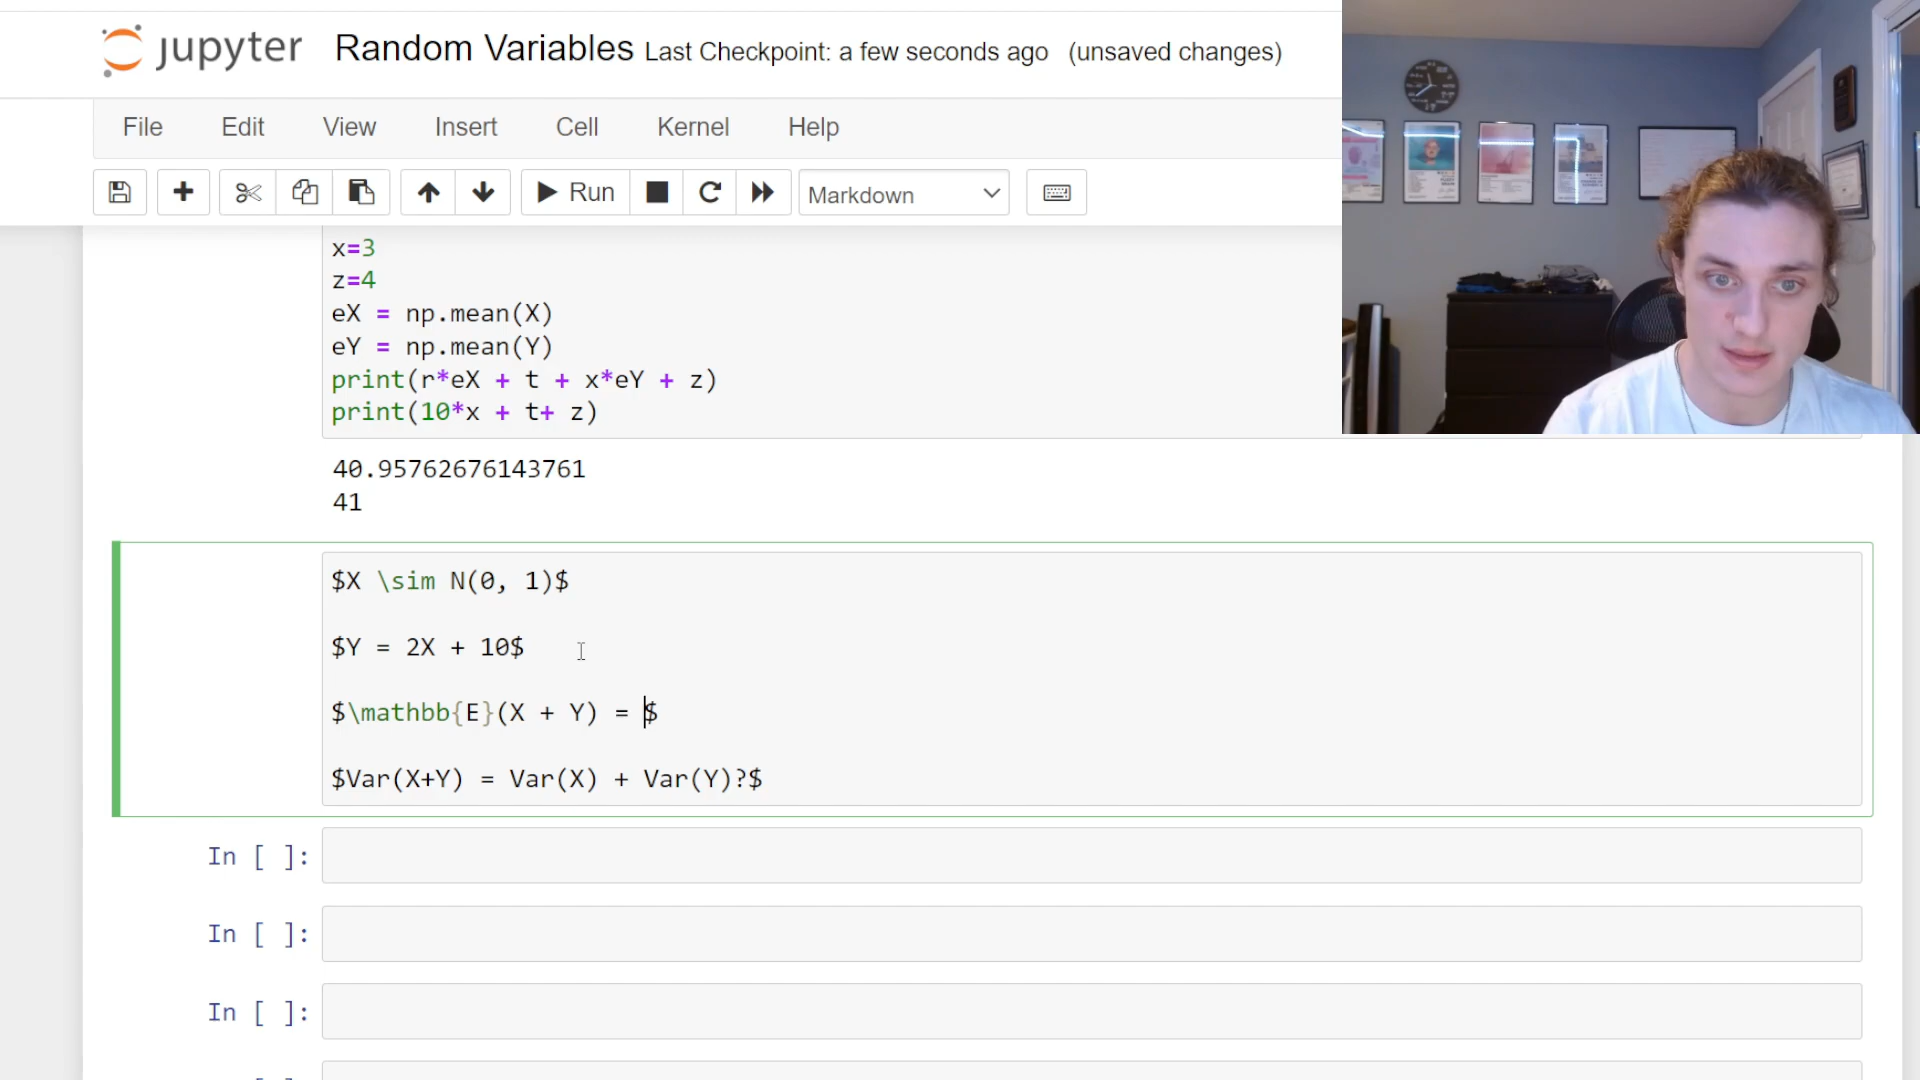 jupyter Random Variables Last Checkpoint: a few seconds ago (unsaved changes)
File Edit View Insert Cell Kernel Help
Run Markdown
x=3
z=4
eX = np.mean(X)
eY = np.mean(Y)
print(r*eX + t + x*eY + z)
print(10*x + t+ z)
40.95762676143761
41
$X \sim N(0, 1)$
$Y = 2X + 10$
$\mathbb{E}(X + Y) = $
$Var(X+Y) = Var(X) + Var(Y)?$
In [ ]:
In [ ]:
In [ ]: